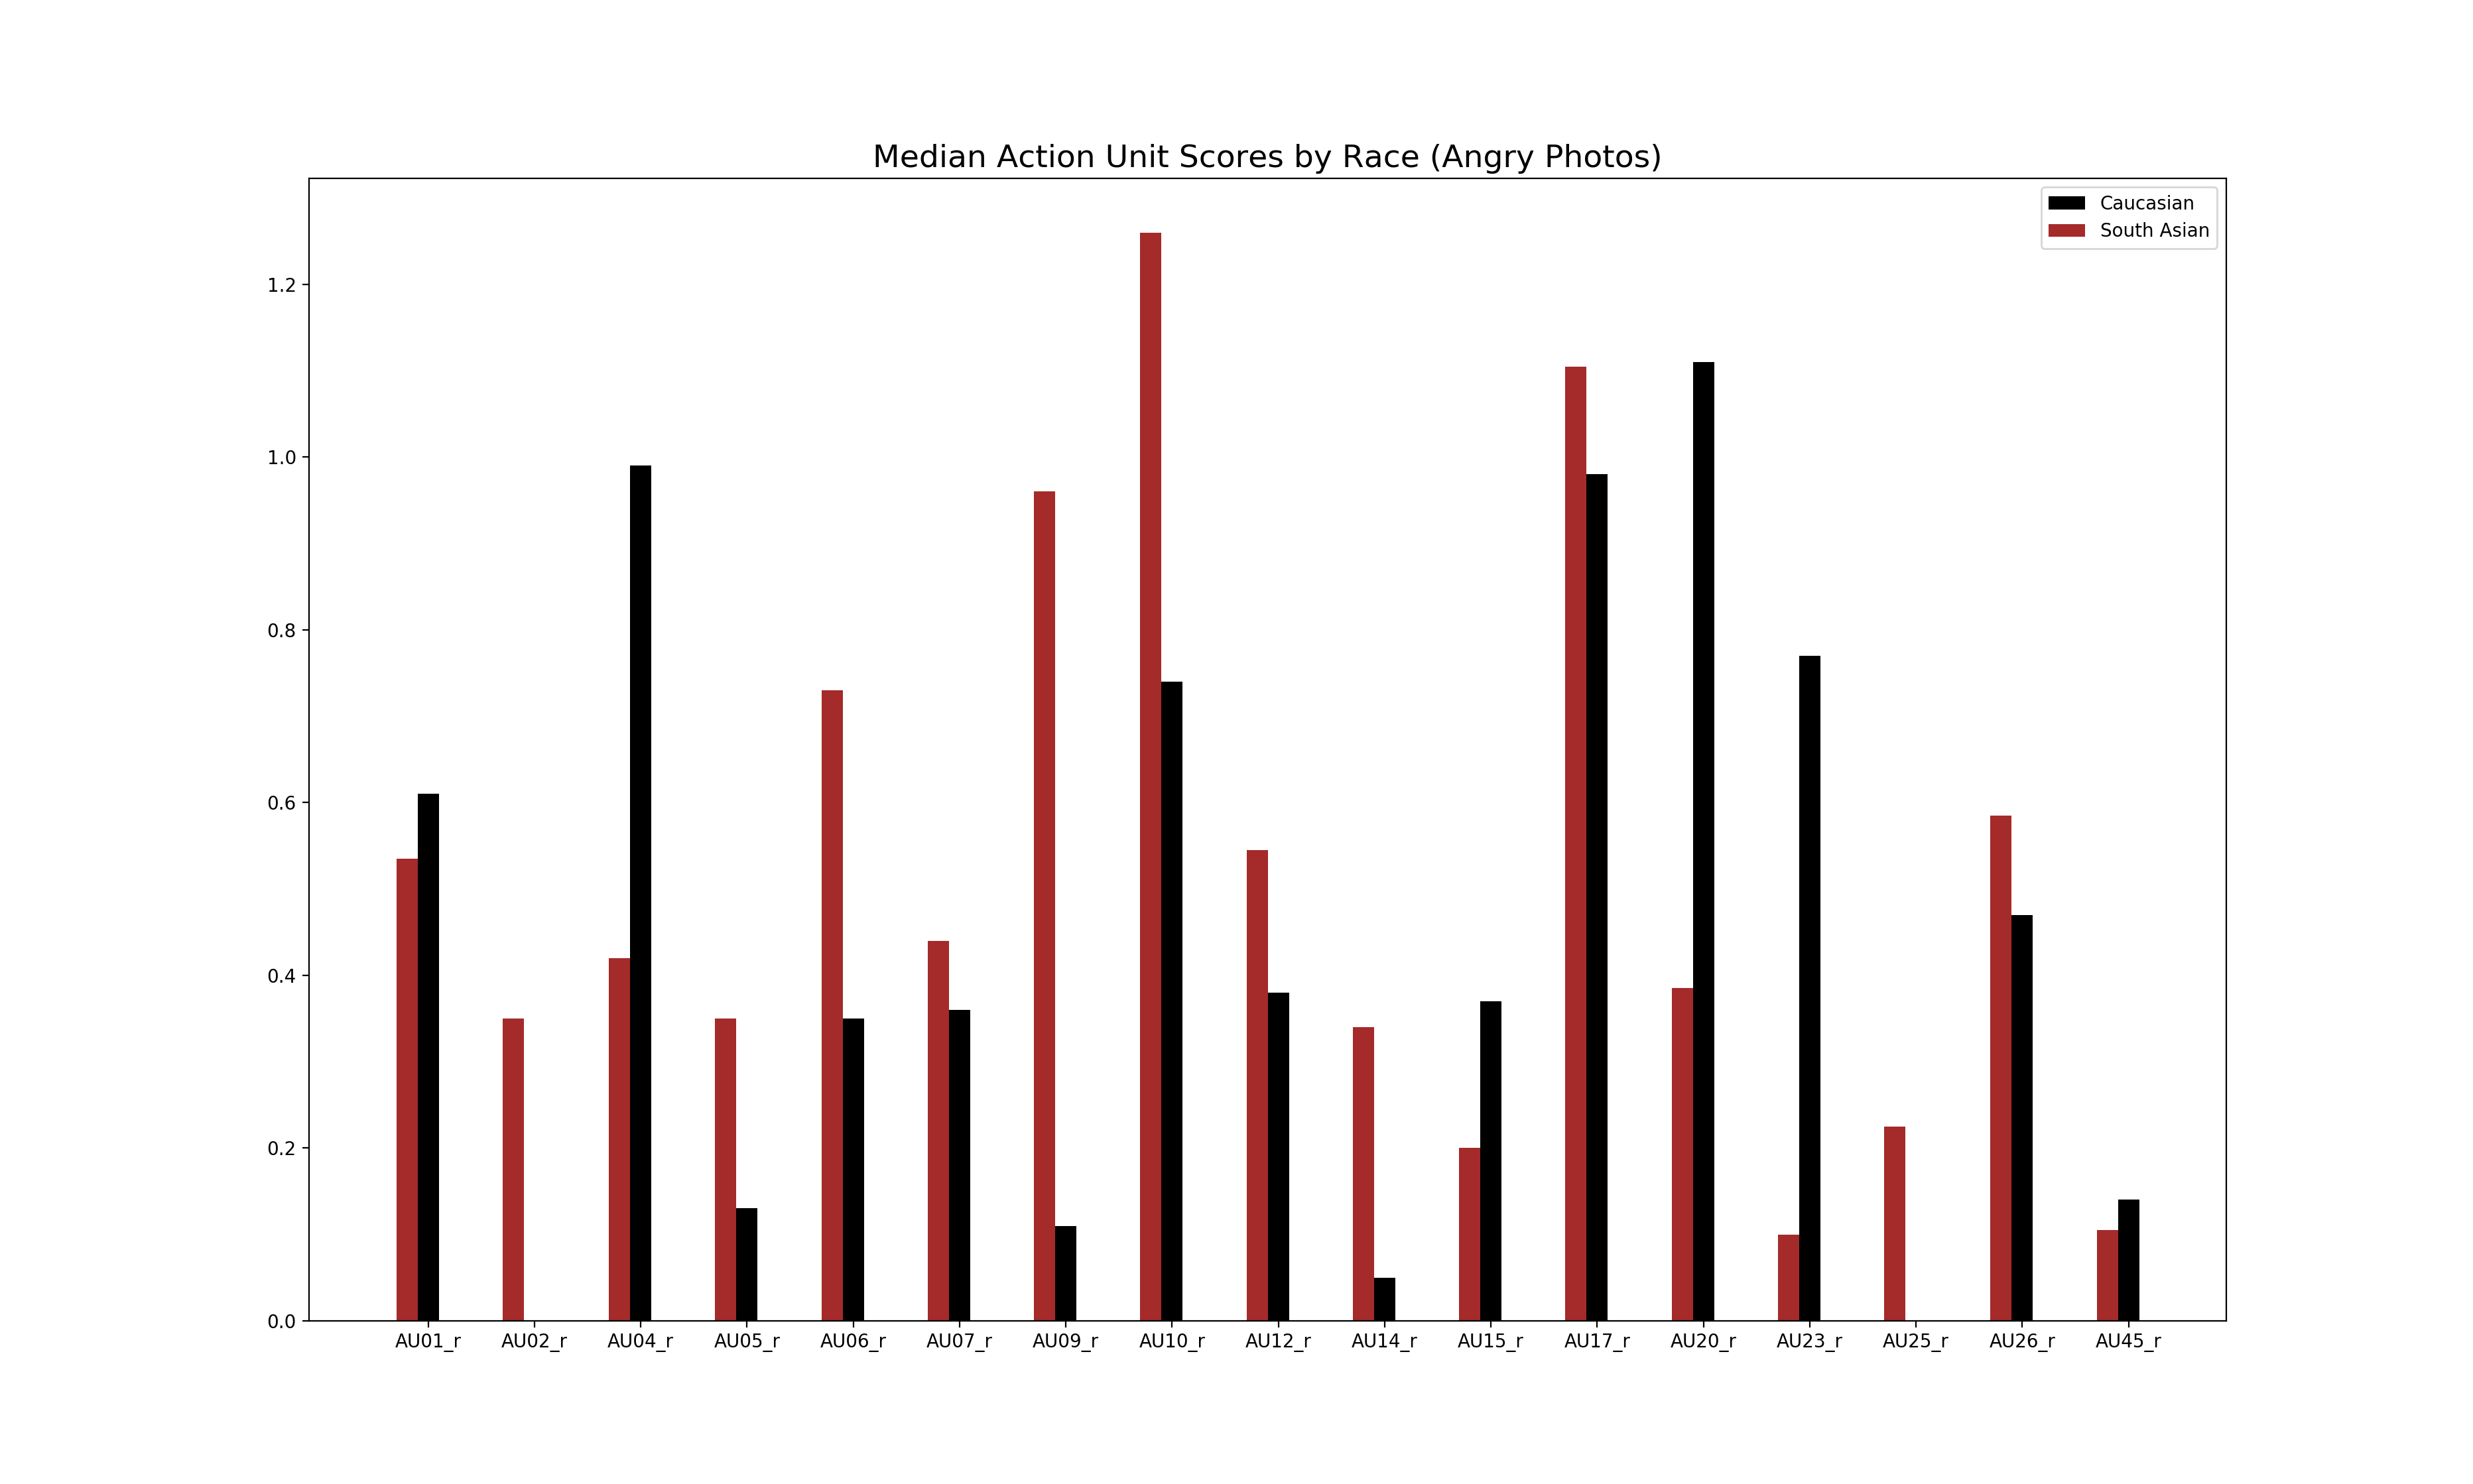 Median Action Unit Scores by Race (Angry Photos)
Caucasian
South Asian
1.2
1.0
0.8
0.6
0.4
0.2
0.0
AU01_r AU02_r AU04_r AU05_r AU06_r AU07_r AU09_r AU10_r AU12_r AU14_r AU15_r AU17_r AU20_r AU23_r AU25_r AU26_r AU45_r